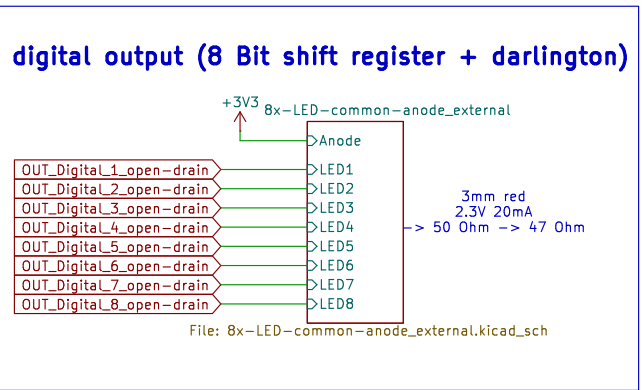 digital output (8 Bit shift register + darlington)
+3V3
8x-LED-common-anode_external
Anode
OUT_Digital_1_open-drain
LED1
OUT_Digital_2_open-drain
LED2
OUT_Digital_3_open-drain
LED3
OUT_Digital_4_open-drain
LED4
OUT_Digital_5_open-drain
LED5
OUT_Digital_6_open-drain
LED6
OUT_Digital_7_open-drain
LED7
OUT_Digital_8_open-drain
LED8
3mm red
2.3V 20mA
-> 50 Ohm -> 47 Ohm
File: 8x-LED-common-anode_external.kicad_sch